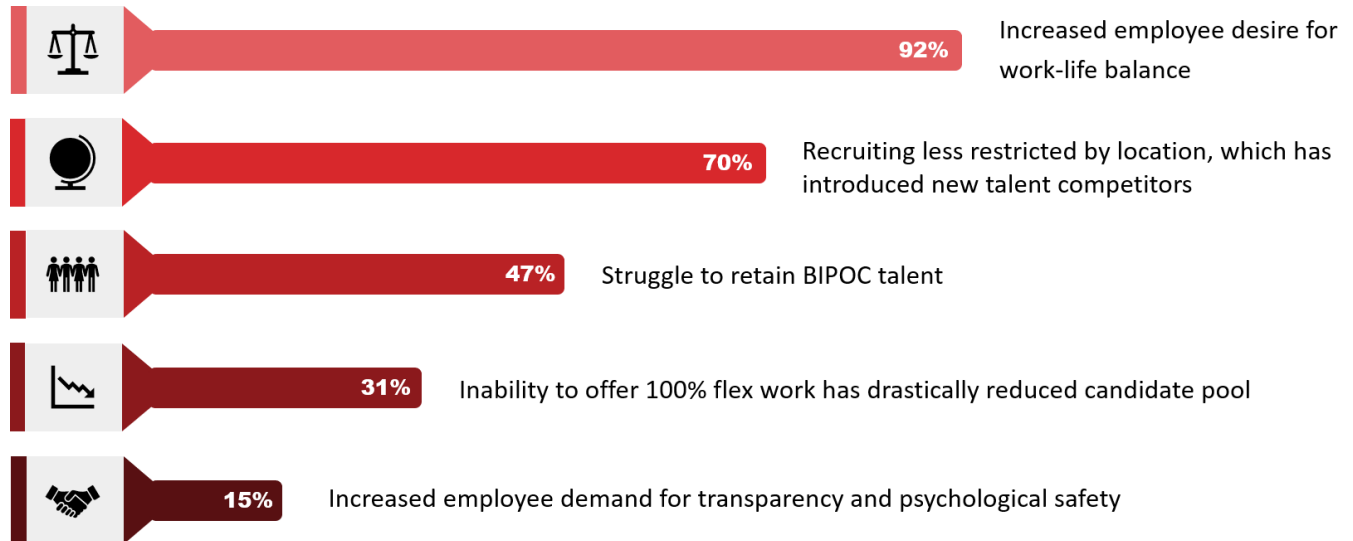 92%
Increased employee desire for
work-life balance
70%
Recruiting less restricted by location, which has
introduced new talent competitors
47%
Struggle to retain BIPOC talent
31%
Inability to offer 100% flex work has drastically reduced candidate pool
15%
Increased employee demand for transparency and psychological safety